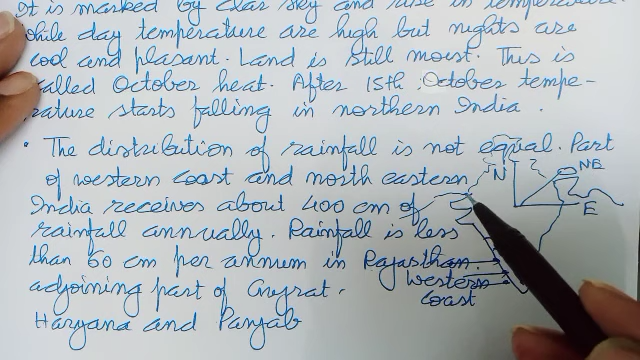 It is marked by clear sky and rise in temperature.
While day temperature are high but nights are
cool and pleasant. Land is still moist. This is
called October heat. After 15th October tempe-
rature starts falling in northern India.
• The distribution of rainfall is not equal. Part
of western coast and north eastern
India receives about 400 cm of
rainfall annually. Rainfall is less
than 60 cm per annum in Rajasthan.
adjoining part of Gujrat.
Haryana and Panjab
N
NE
E
Western
Coast